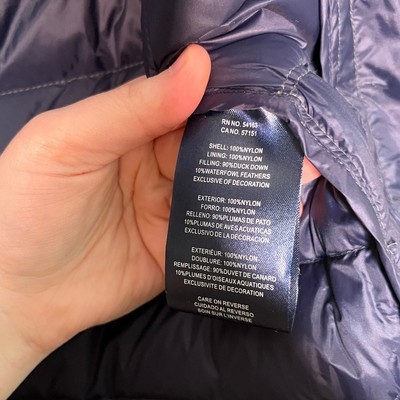 RN NO. 54163
CA NO. 57151
SHELL: 100%NYLON
LINING: 100%NYLON
FILLING: 90%DUCK DOWN
10%WATERFOWL FEATHERS
EXCLUSIVE OF DECORATION
EXTERIOR: 100%NYLON
FORRO: 100%NYLON
RELLENO: 90%PLUMAS DE PATO
10%PLUMAS DE AVES ACUATICAS
EXCLUSIVO DE LA DECORACIÓN
EXTERIEUR: 100%NYLON
DOUBLURE: 100%NYLON
REMPLISSAGE: 90%DUVET DE CANARD
10%PLUMES D'OISEAUX AQUATIQUES
EXCLUSIVITE DE DECORATION
CARE ON REVERSE
CUIDADO AL REVERSO
SOIN SUR L'INVERSE